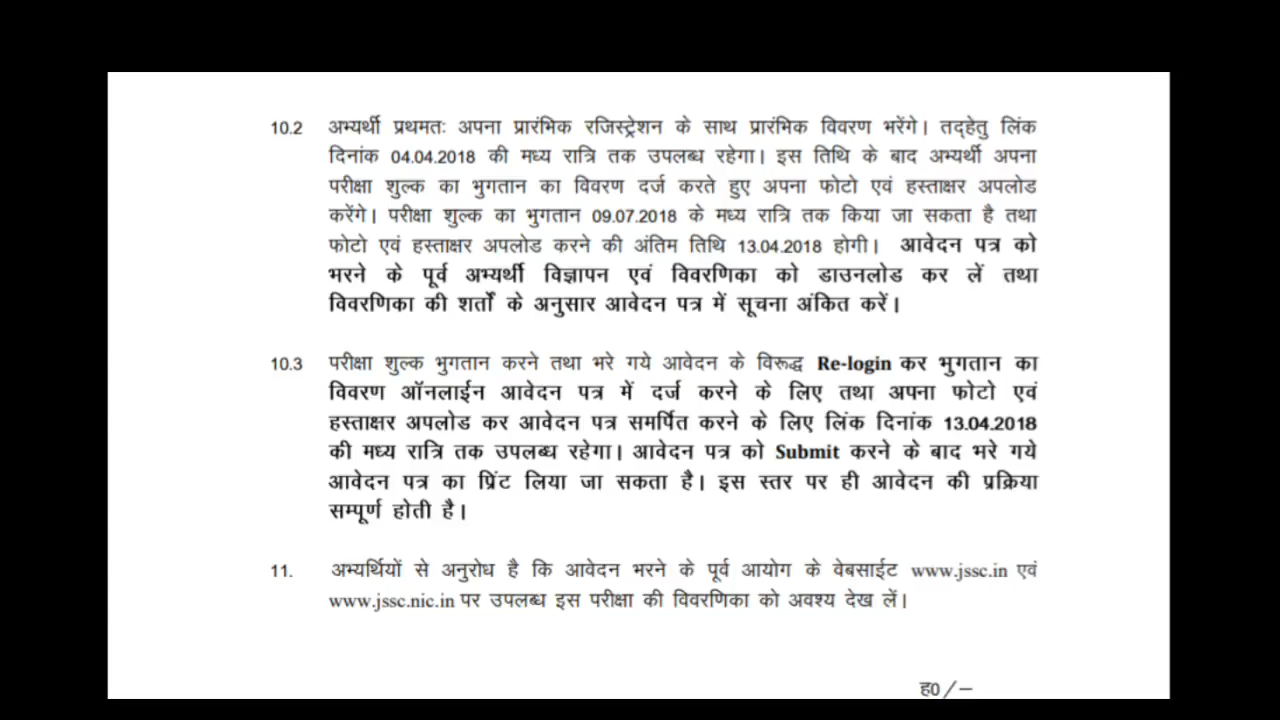 10.2 अभ्यर्थी प्रथमतः अपना प्रारंभिक रजिस्ट्रेशन के साथ प्रारंभिक विवरण भरेंगे। तद्हेतु लिंक
दिनांक 04.04.2018 की मध्य रात्रि तक उपलब्ध रहेगा। इस तिथि के बाद अभ्यर्थी अपना
परीक्षा शुल्क का भुगतान का विवरण दर्ज करते हुए अपना फोटो एवं हस्ताक्षर अपलोड
करेंगे। परीक्षा शुल्क का भुगतान 09.07.2018 के मध्य रात्रि तक किया जा सकता है तथा
फोटो एवं हस्ताक्षर अपलोड करने की अंतिम तिथि 13.04.2018 होगी। आवेदन पत्र को
भरने के पूर्व अभ्यर्थी विज्ञापन एवं विवरणिका को डाउनलोड कर लें तथा
विवरणिका की शर्तों के अनुसार आवेदन पत्र में सूचना अंकित करें।
10.3 परीक्षा शुल्क भुगतान करने तथा भरे गये आवेदन के विरूद्ध Re-login कर भुगतान का
विवरण ऑनलाईन आवेदन पत्र में दर्ज करने के लिए तथा अपना फोटो एवं
हस्ताक्षर अपलोड कर आवेदन पत्र समर्पित करने के लिए लिंक दिनांक 13.04.2018
की मध्य रात्रि तक उपलब्ध रहेगा। आवेदन पत्र को Submit करने के बाद भरे गये
आवेदन पत्र का प्रिंट लिया जा सकता है। इस स्तर पर ही आवेदन की प्रक्रिया
सम्पूर्ण होती है।
11. अभ्यर्थियों से अनुरोध है कि आवेदन भरने के पूर्व आयोग के वेबसाईट www.jssc.in एवं
www.jssc.nic.in पर उपलब्ध इस परीक्षा की विवरणिका को अवश्य देख लें।
ह0/—